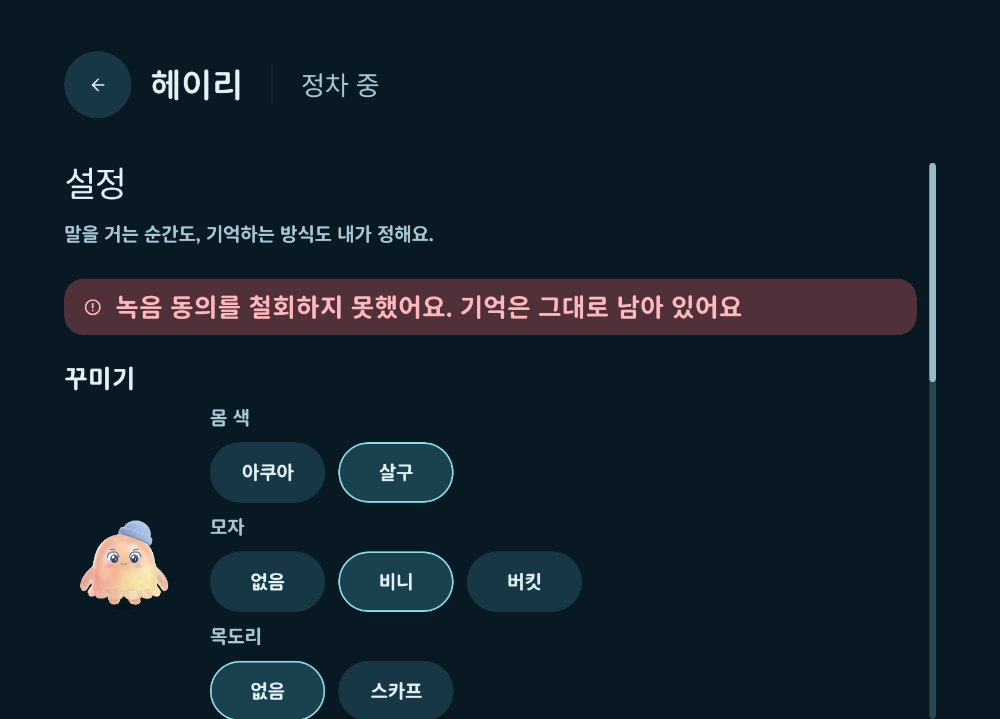 헤이리
정차 중
설정
말을 거는 순간도, 기억하는 방식도 내가 정해요.
녹음 동의를 철회하지 못했어요. 기억은 그대로 남아 있어요
꾸미기
몸 색
아쿠아 살구
모자
없음 비니 버킷
목도리
없음 스카프